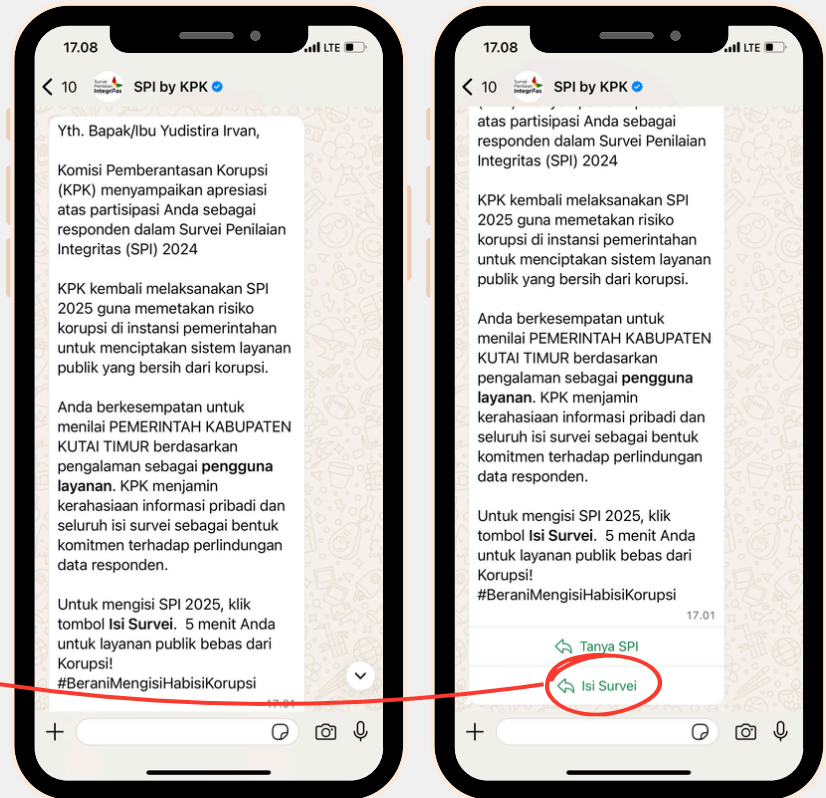 17.08
LTE
10
Survei Penilaian Integritas
SPI by KPK
Yth. Bapak/Ibu Yudistira Irvan,
Komisi Pemberantasan Korupsi
(KPK) menyampaikan apresiasi
atas partisipasi Anda sebagai
responden dalam Survei Penilaian
Integritas (SPI) 2024
KPK kembali melaksanakan SPI
2025 guna memetakan risiko
korupsi di instansi pemerintahan
untuk menciptakan sistem layanan
publik yang bersih dari korupsi.
Anda berkesempatan untuk
menilai PEMERINTAH KABUPATEN
KUTAI TIMUR berdasarkan
pengalaman sebagai pengguna
layanan. KPK menjamin
kerahasiaan informasi pribadi dan
seluruh isi survei sebagai bentuk
komitmen terhadap perlindungan
data responden.
Untuk mengisi SPI 2025, klik
tombol Isi Survei.  5 menit Anda
untuk layanan publik bebas dari
Korupsi!
#BeraniMengisiHabisiKorupsi
17.01
17.08
LTE
10
Survei Penilaian Integritas
SPI by KPK
atas partisipasi Anda sebagai
responden dalam Survei Penilaian
Integritas (SPI) 2024
KPK kembali melaksanakan SPI
2025 guna memetakan risiko
korupsi di instansi pemerintahan
untuk menciptakan sistem layanan
publik yang bersih dari korupsi.
Anda berkesempatan untuk
menilai PEMERINTAH KABUPATEN
KUTAI TIMUR berdasarkan
pengalaman sebagai pengguna
layanan. KPK menjamin
kerahasiaan informasi pribadi dan
seluruh isi survei sebagai bentuk
komitmen terhadap perlindungan
data responden.
Untuk mengisi SPI 2025, klik
tombol Isi Survei.  5 menit Anda
untuk layanan publik bebas dari
Korupsi!
#BeraniMengisiHabisiKorupsi
17.01
Tanya SPI
Isi Survei